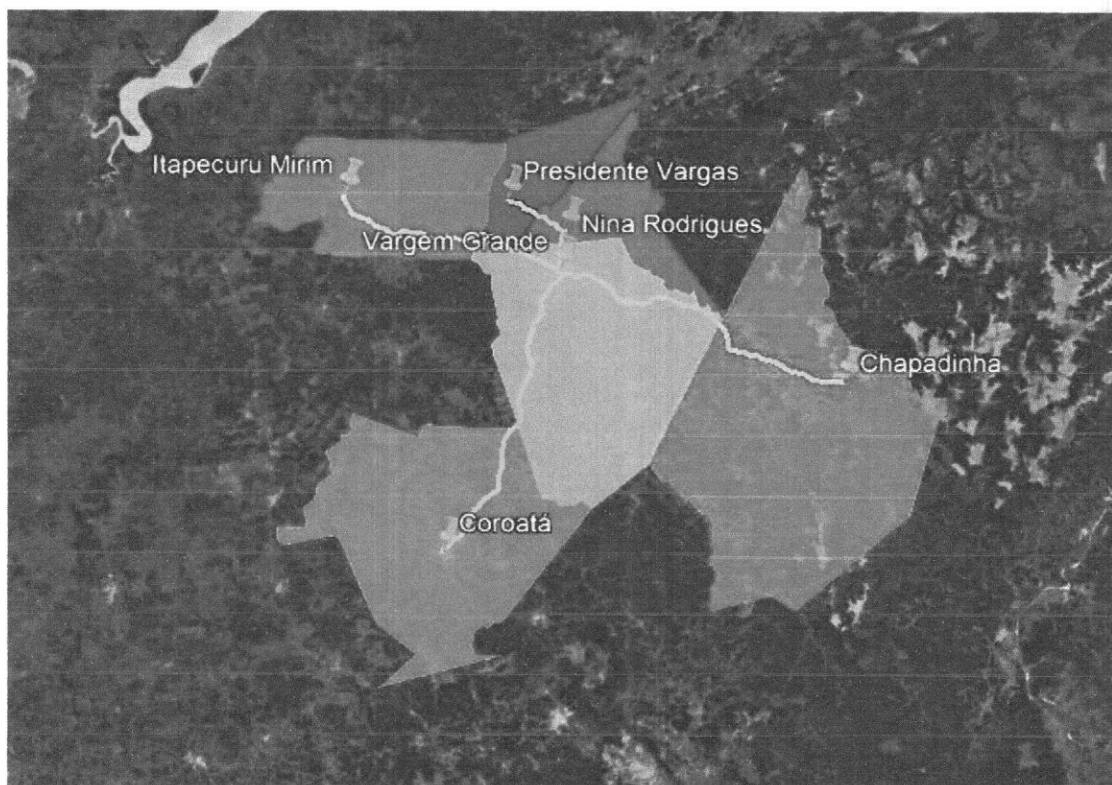 Itapecuru Mirim
Presidente Vargas
Nina Rodrigues
Vargem Grande
Chapadinha
Coroatá